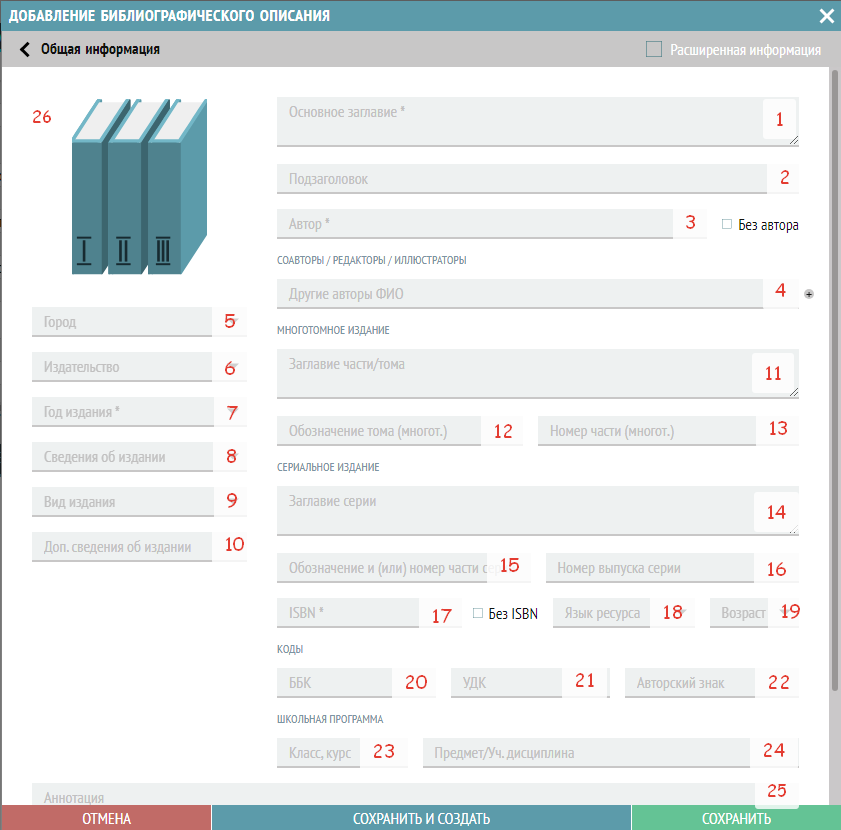 ДОБАВЛЕНИЕ БИБЛИОГРАФИЧЕСКОГО ОПИСАНИЯ
Общая информация
Расширенная информация
26
I II III
Основное заглавие * 1
Подзаголовок 2
Автор * 3
Без автора
СОАВТОРЫ / РЕДАКТОРЫ / ИЛЛЮСТРАТОРЫ
Другие авторы ФИО 4
Город 5
Издательство 6
Год издания * 7
Сведения об издании 8
Вид издания 9
Доп. сведения об издании 10
МНОГОТОМНОЕ ИЗДАНИЕ
Заглавие части/тома 11
Обозначение тома (многот.) 12
Номер части (многот.) 13
СЕРИАЛЬНОЕ ИЗДАНИЕ
Заглавие серии 14
Обозначение и (или) номер части с 15
Номер выпуска серии 16
ISBN * 17
Без ISBN
Язык ресурса 18
Возраст 19
КОДЫ
ББК 20
УДК 21
Авторский знак 22
ШКОЛЬНАЯ ПРОГРАММА
Класс, курс 23
Предмет/Уч. дисциплина 24
Аннотация 25
ОТМЕНА
СОХРАНИТЬ И СОЗДАТЬ
СОХРАНИТЬ